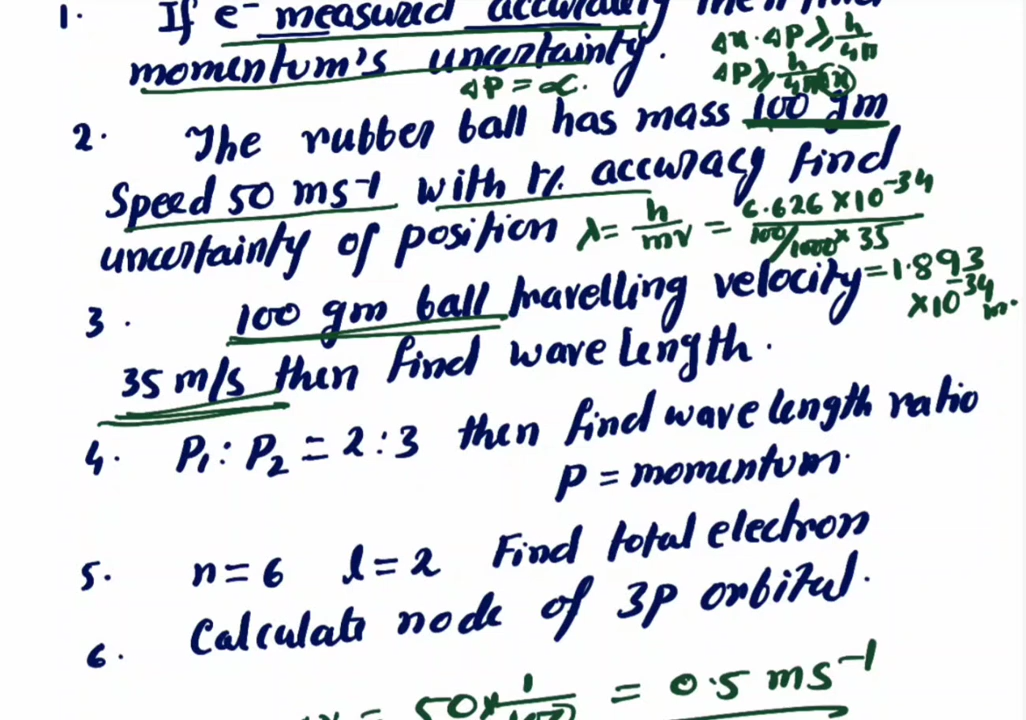 1. If e⁻ measured accurately then find
momentum's uncertainty. Δx·ΔP ≥ h/4π
ΔP = ∝. ΔP ≥ h/4π
2. The rubber ball has mass 100 gm
Speed 50 ms⁻¹ with 1% accuracy find
uncertainty of position λ = h/mv = 6.626 ×10⁻³⁴ / 100/1000 × 35
= 1.893 ×10⁻³⁴ m.
3. 100 gm ball travelling velocity
35 m/s then find wave length.
4. P₁ : P₂ = 2 : 3 then find wave length ratio
P = momentum.
5. n = 6 l = 2 Find total electron
6. Calculate node of 3p orbital.
= 50 × 1/100 = 0.5 ms⁻¹